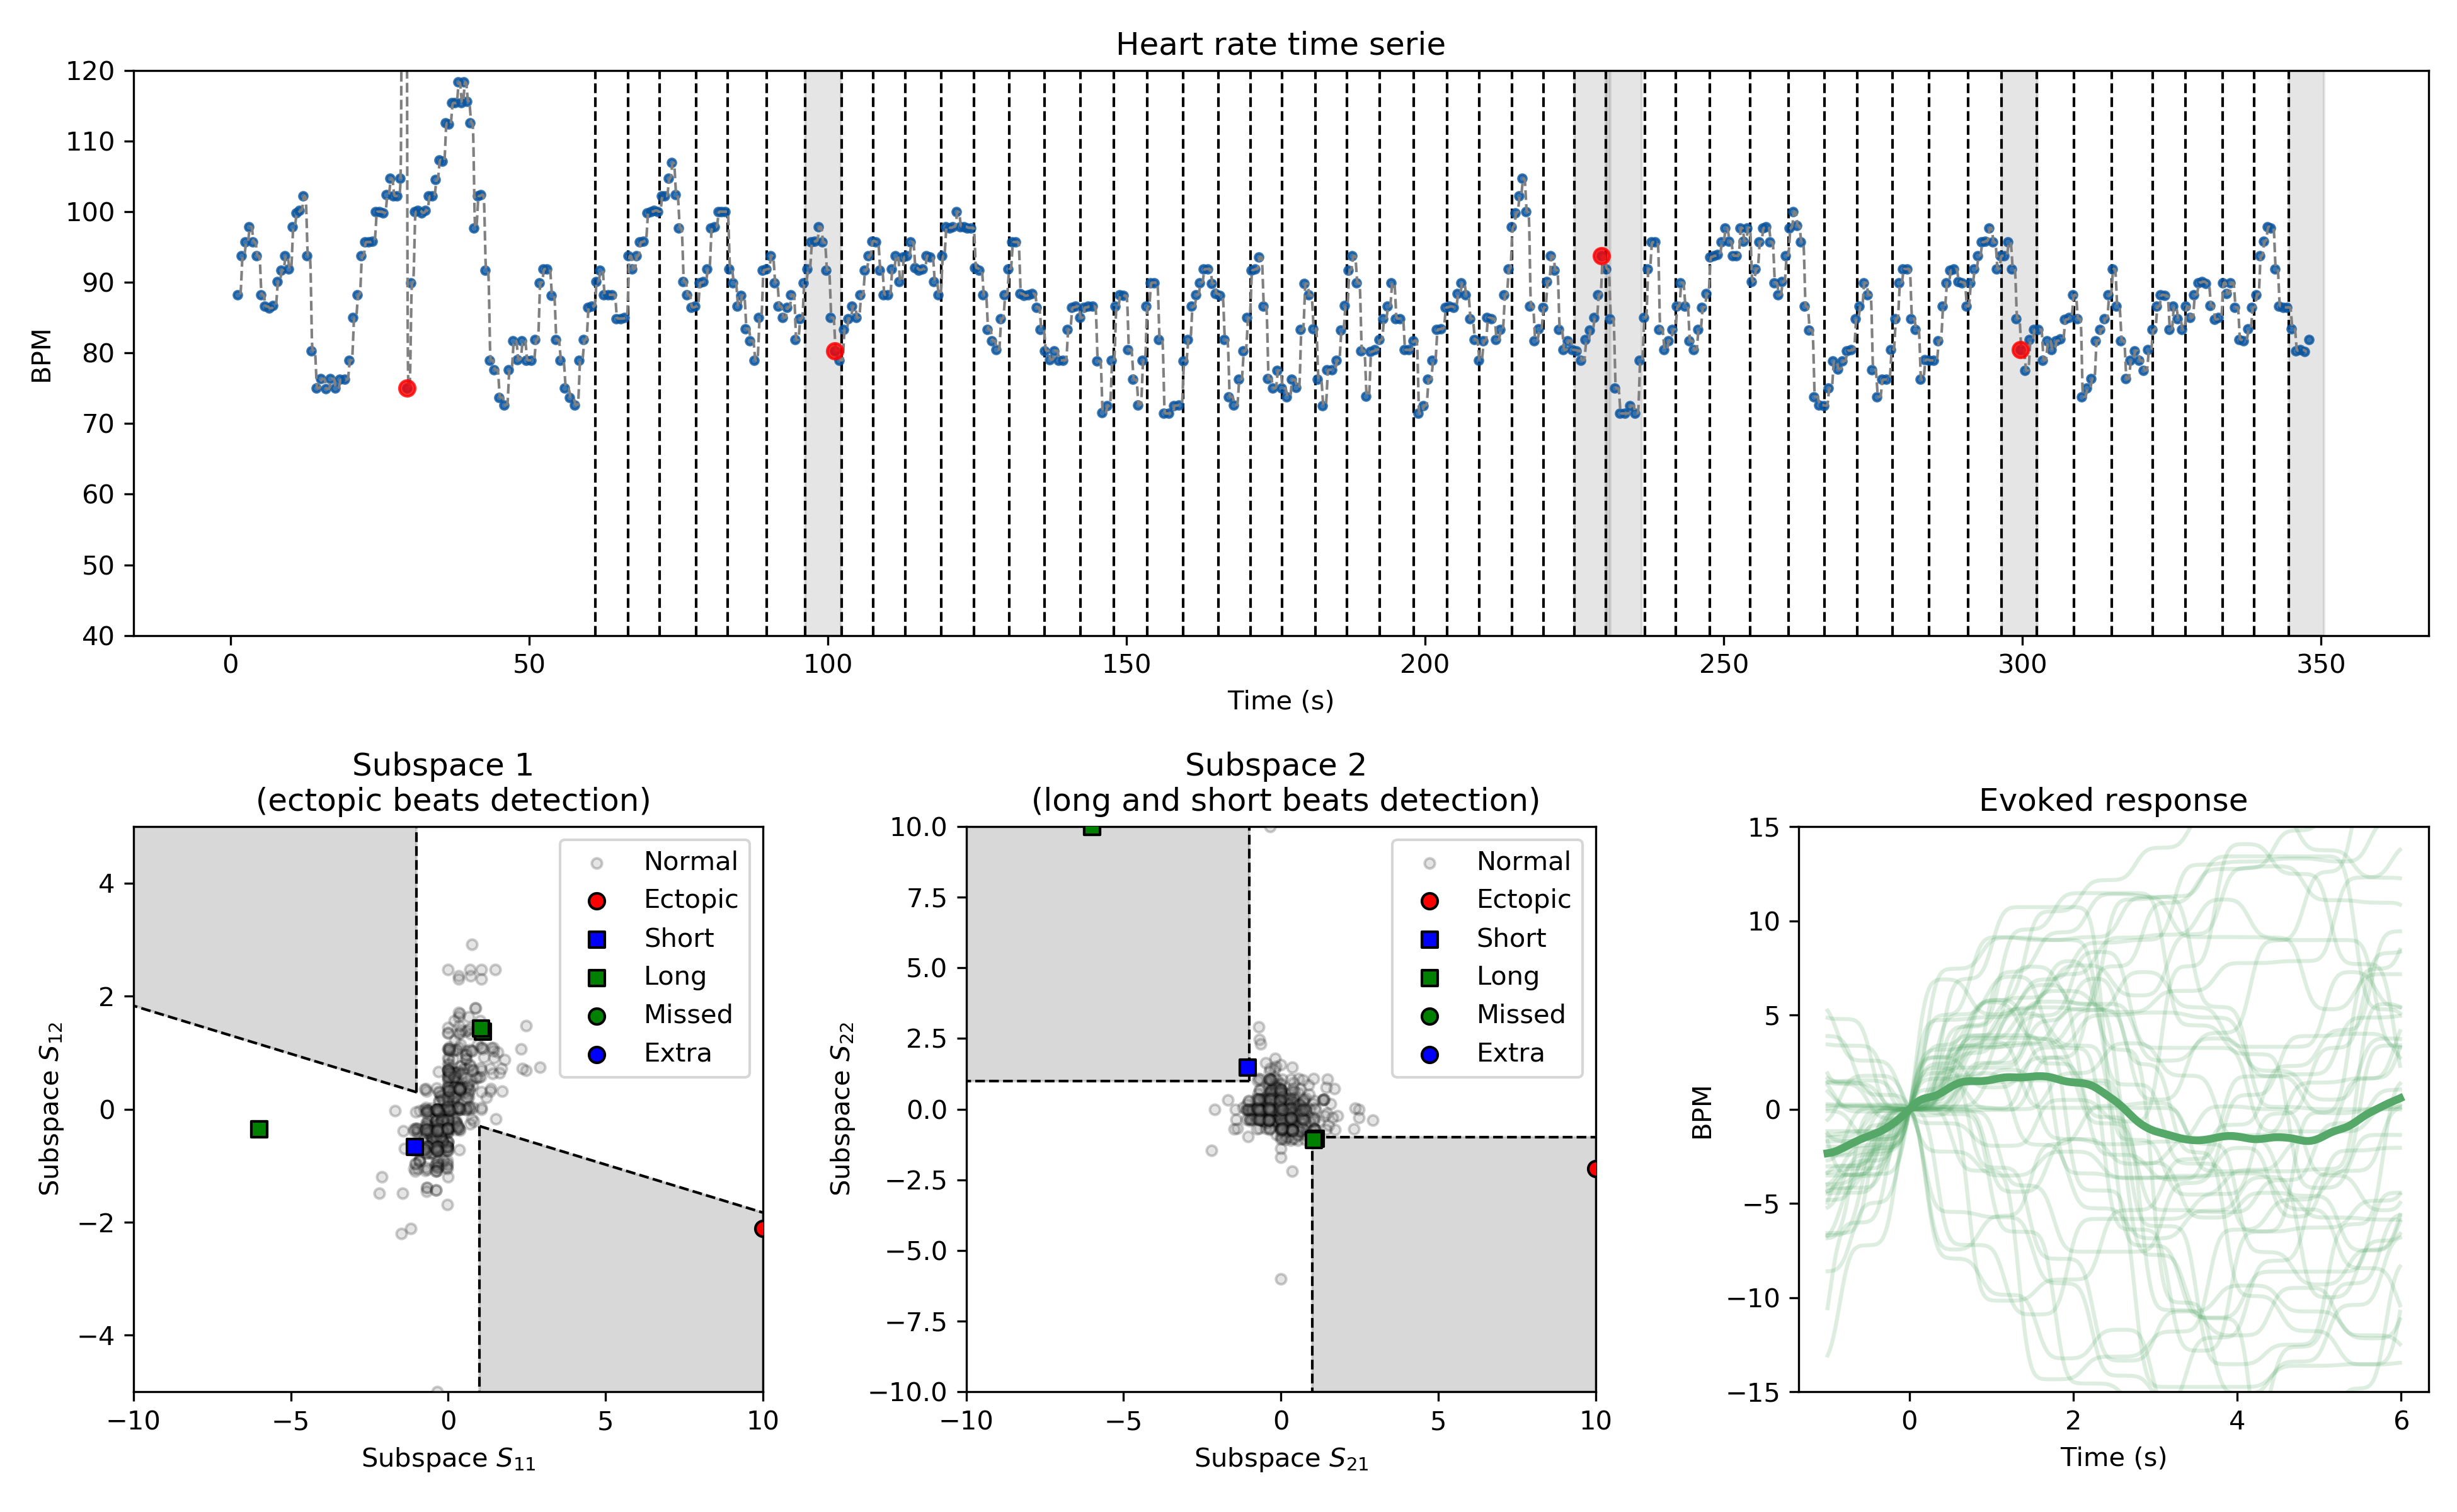 Heart rate time serie
120
110
100
90
80
70
60
50
40
BPM
0 50 100 150 200 250 300 350
Time (s)
Subspace 1
(ectopic beats detection)
4
2
0
−2
−4
Subspace S12
Normal
Ectopic
Short
Long
Missed
Extra
−10 −5 0 5 10
Subspace S11
Subspace 2
(long and short beats detection)
10.0
7.5
5.0
2.5
0.0
−2.5
−5.0
−7.5
−10.0
Subspace S22
Normal
Ectopic
Short
Long
Missed
Extra
−10 −5 0 5 10
Subspace S21
Evoked response
15
10
5
0
−5
−10
−15
BPM
0 2 4 6
Time (s)